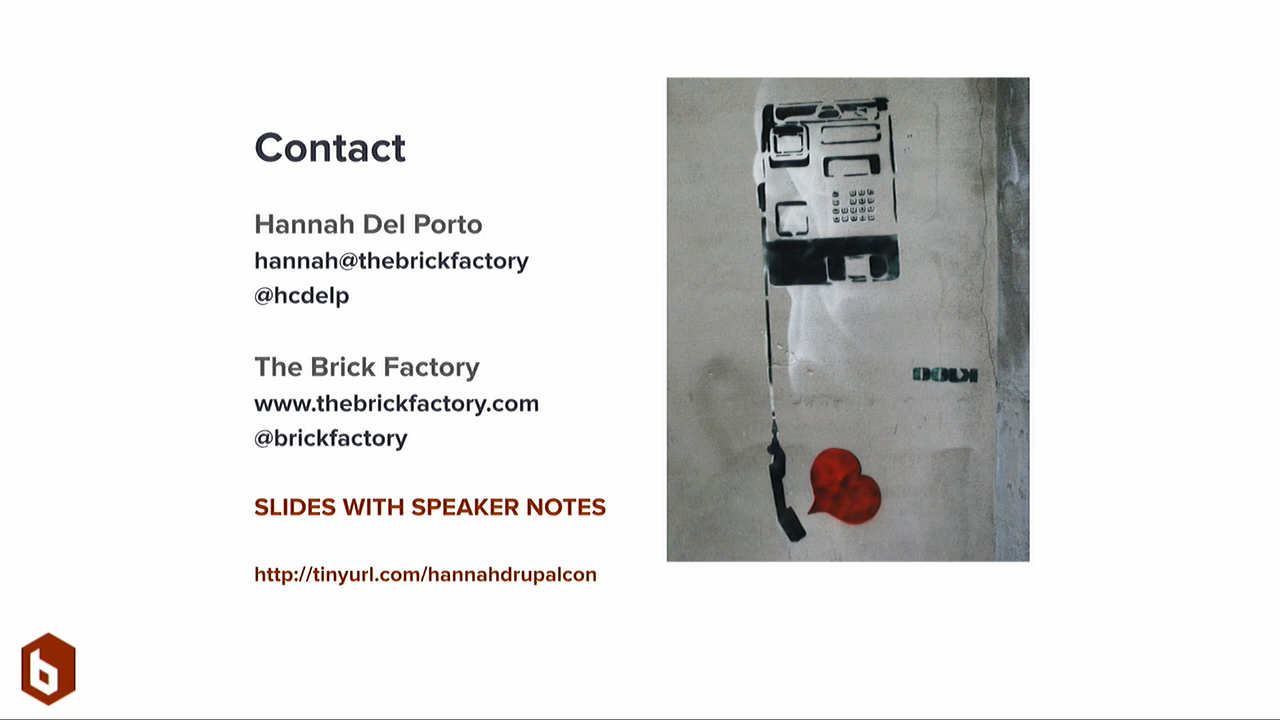 Contact
Hannah Del Porto
hannah@thebrickfactory
@hcdelp
The Brick Factory
www.thebrickfactory.com
@brickfactory
SLIDES WITH SPEAKER NOTES
http://tinyurl.com/hannahdrupalcon